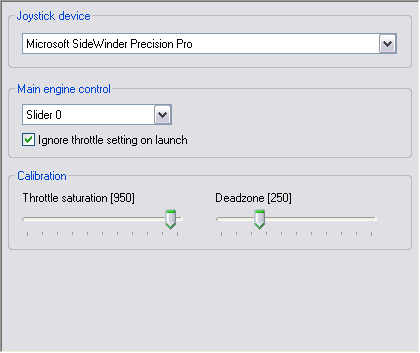 Joystick device
Microsoft SideWinder Precision Pro
Main engine control
Slider 0
Ignore throttle setting on launch
Calibration
Throttle saturation [950]
Deadzone [250]